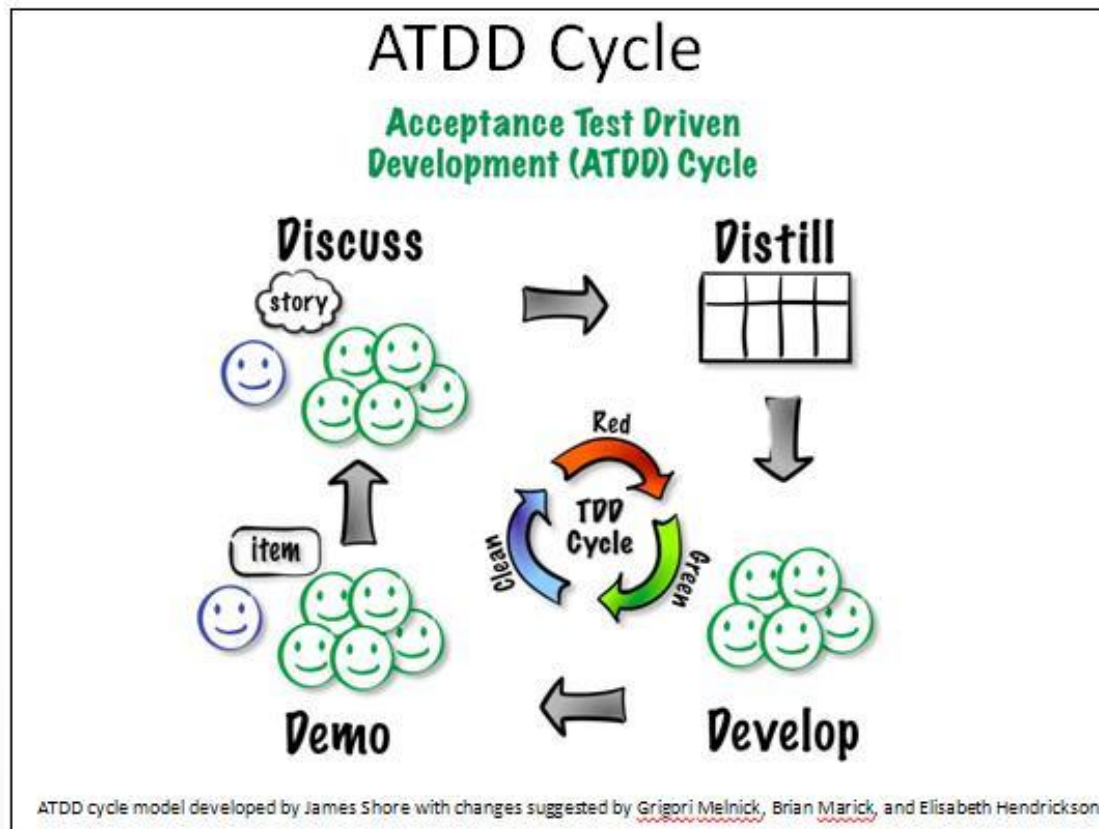 ATDD Cycle
Acceptance Test Driven
Development (ATDD) Cycle
Discuss
story
Distill
Red
TDD
Cycle
Green
Clean
item
Demo
Develop
ATDD cycle model developed by James Shore with changes suggested by Grigori Melnick, Brian Marick, and Elisabeth Hendrickson